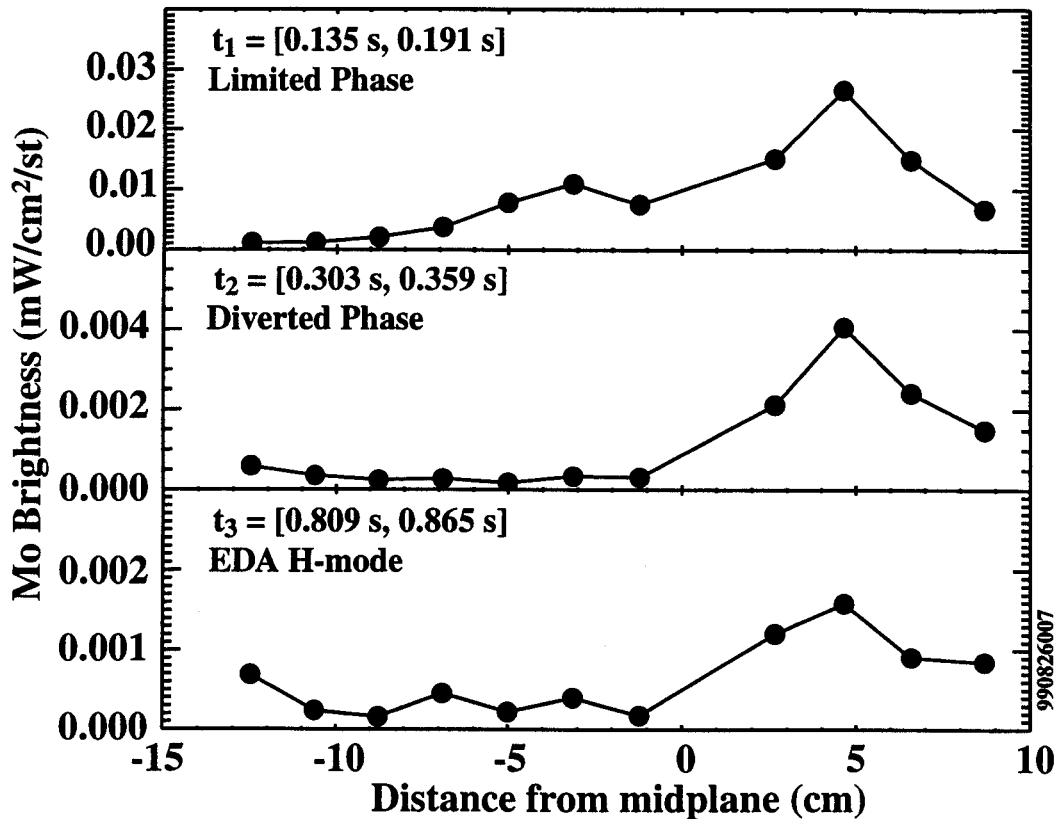 t1 = [0.135 s, 0.191 s]
Limited Phase
0.03
0.02
0.01
0.00
t2 = [0.303 s, 0.359 s]
Diverted Phase
0.004
0.002
0.000
t3 = [0.809 s, 0.865 s]
EDA H-mode
0.002
0.001
0.000
Mo Brightness (mW/cm²/st)
-15 -10 -5 0 5 10
Distance from midplane (cm)
990826007